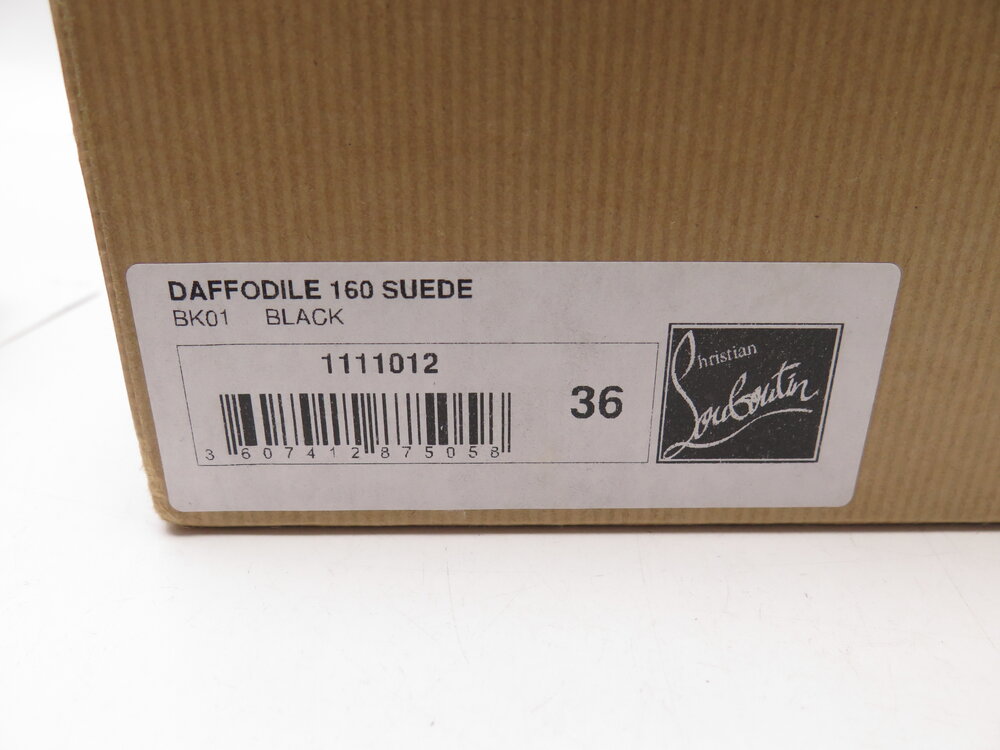 DAFFODILE 160 SUEDE
BK01 BLACK
1111012
36
3 607412 875058
Christian
Louboutin